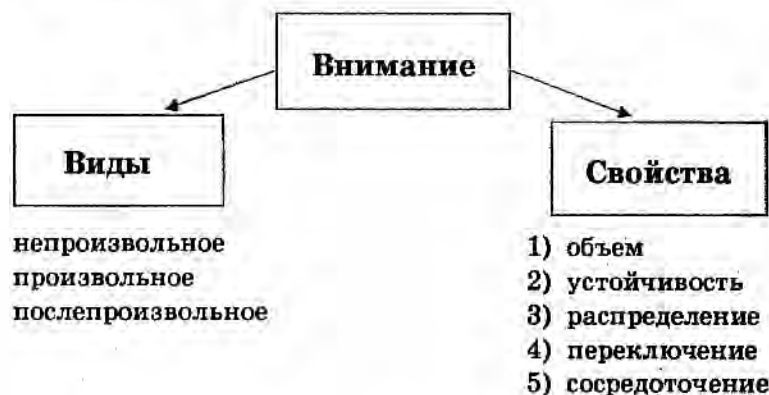 Внимание
Виды
непроизвольное
произвольное
послепроизвольное
Свойства
1) объем
2) устойчивость
3) распределение
4) переключение
5) сосредоточение